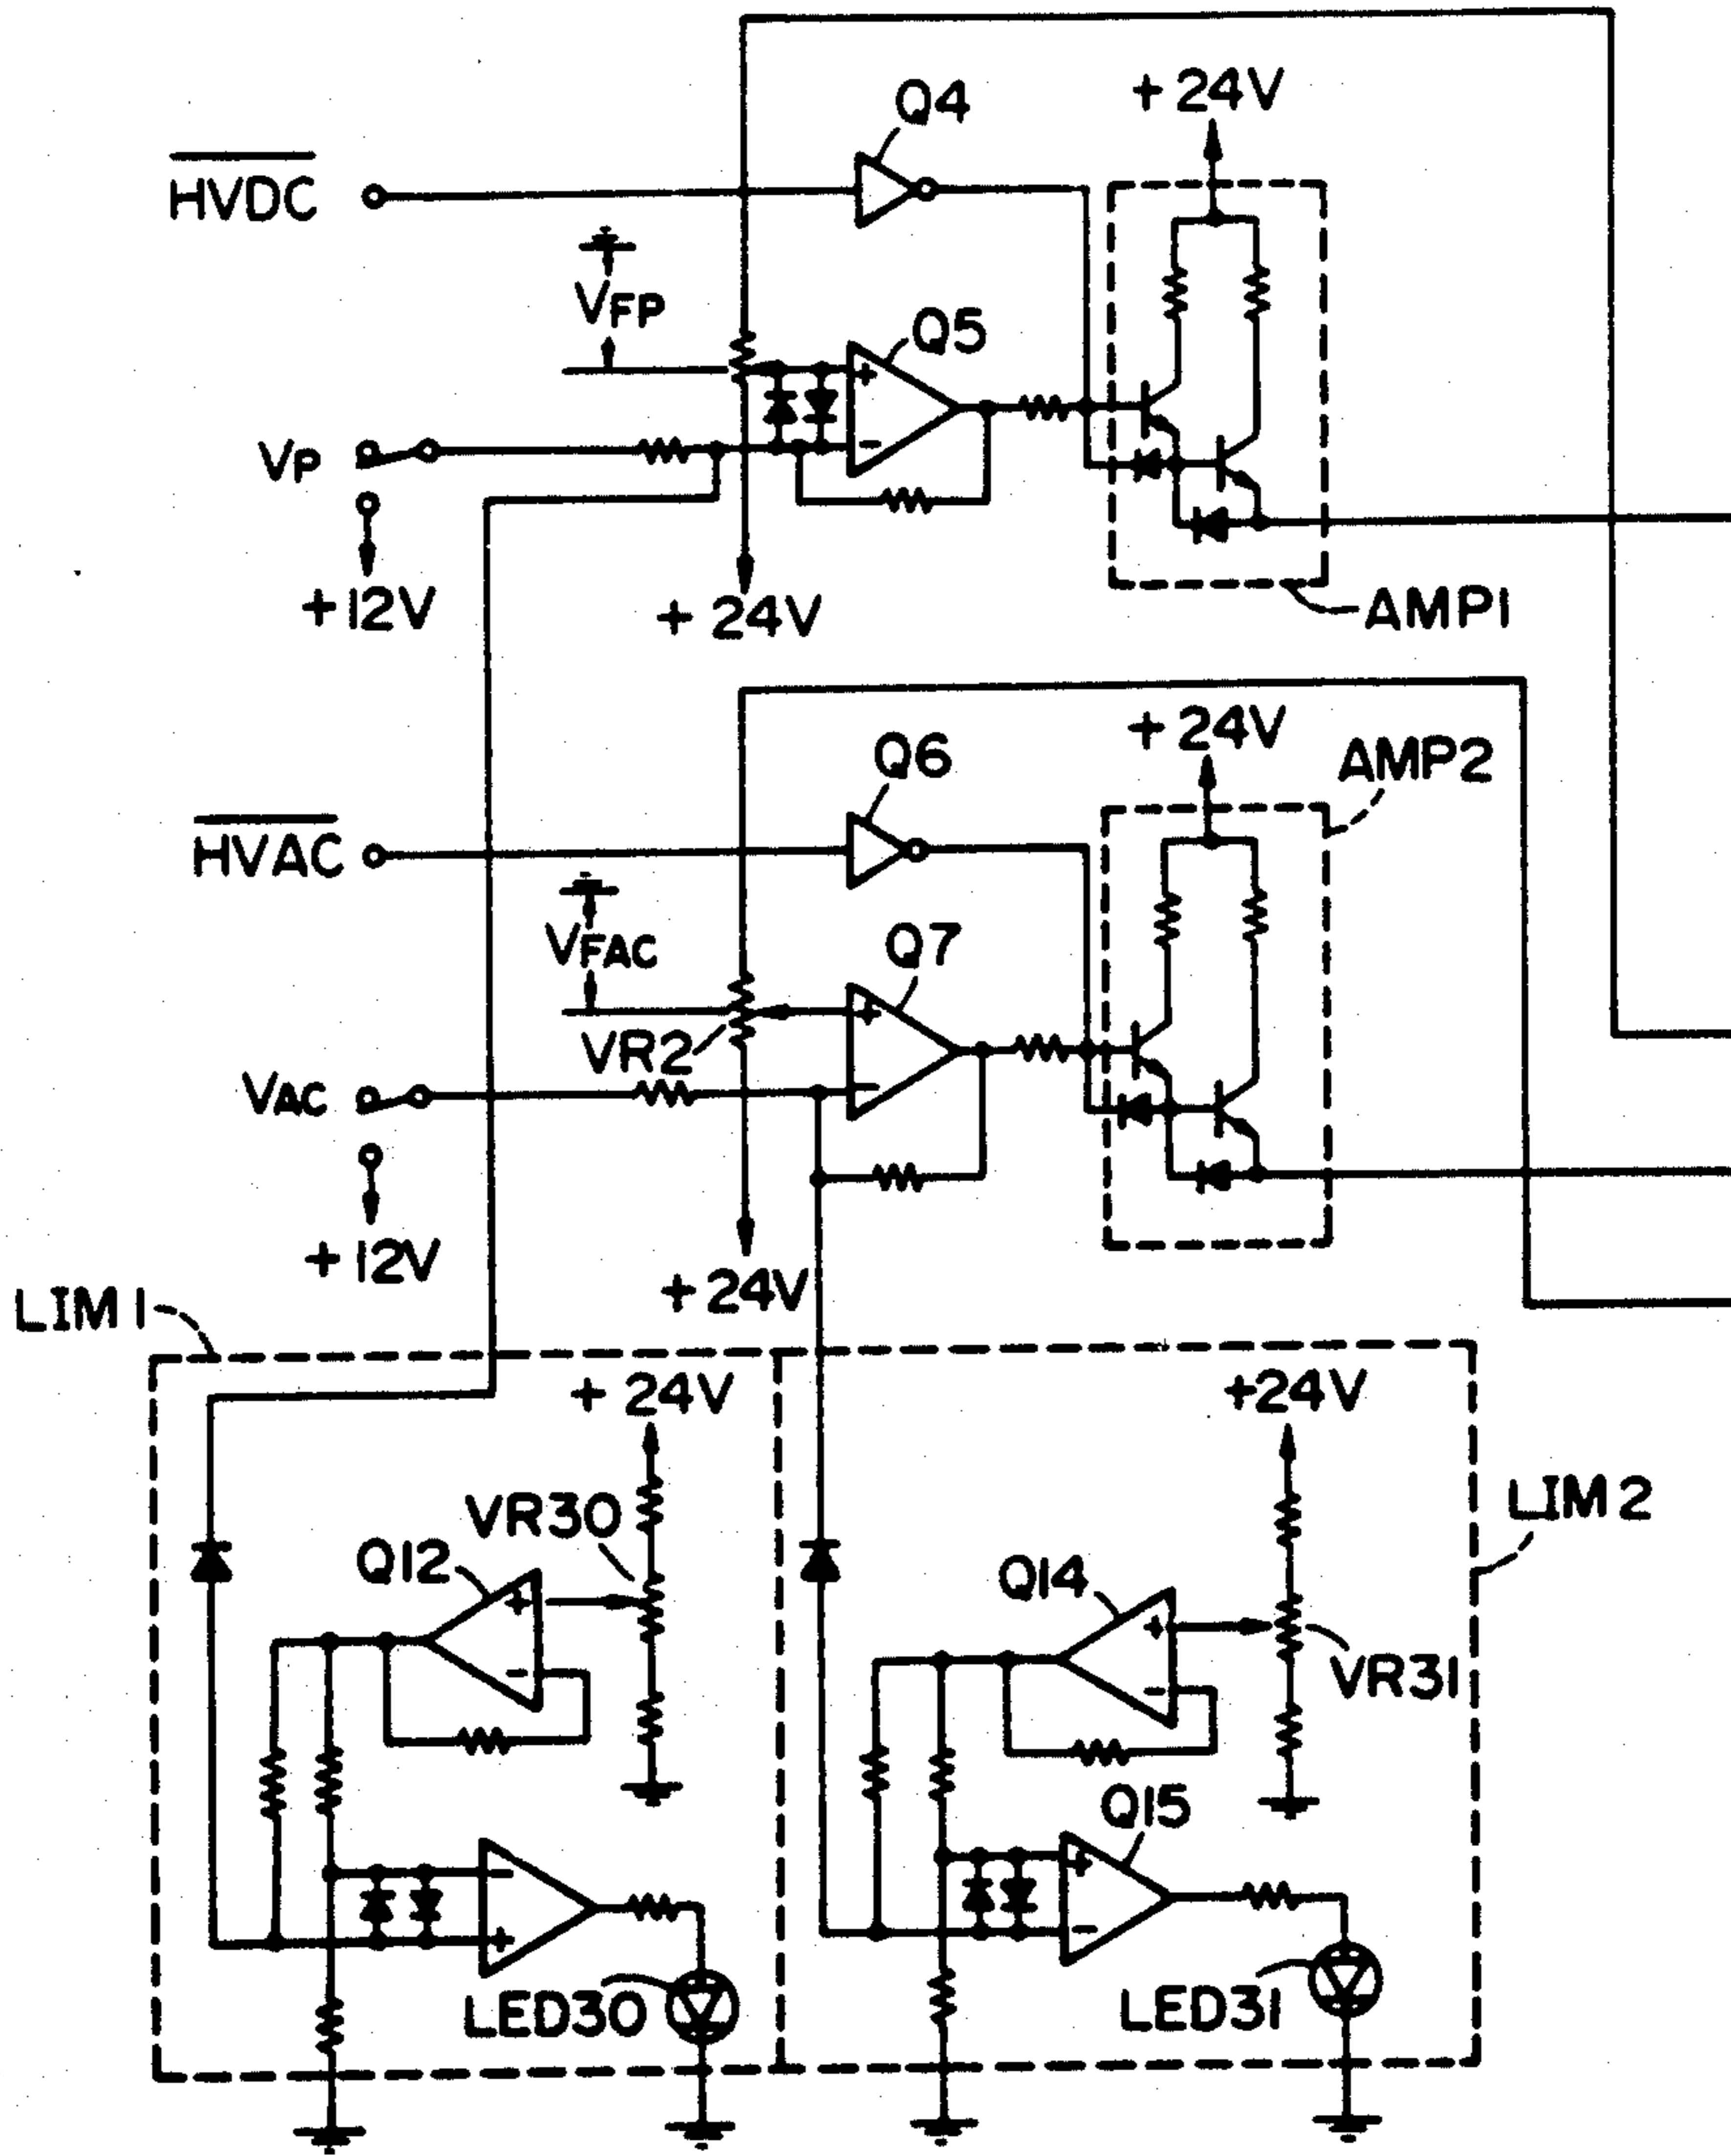 Q4
+24V
HVDC
VFP
Q5
+
-
VP
+12V
+24V
AMP1
Q6
+24V
AMP2
HVAC
VFAC
Q7
+
-
VR2
VAC
+12V
+24V
LIM1
+24V
+24V
LIM2
VR30
Q12
+
-
Q14
+
-
VR31
Q15
-
+
+
-
LED30
LED31